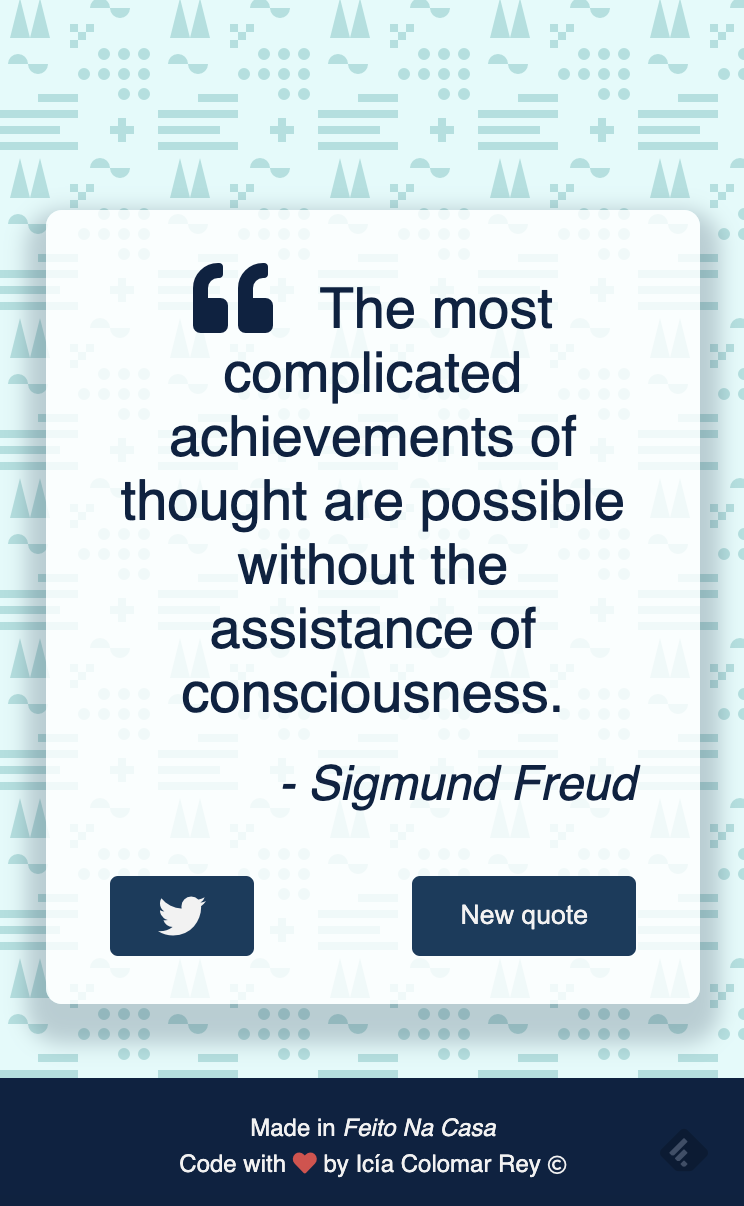 The most
complicated
achievements of
thought are possible
without the
assistance of
consciousness.
- Sigmund Freud
New quote
Made in Feito Na Casa
Code with ❤ by Icía Colomar Rey ©